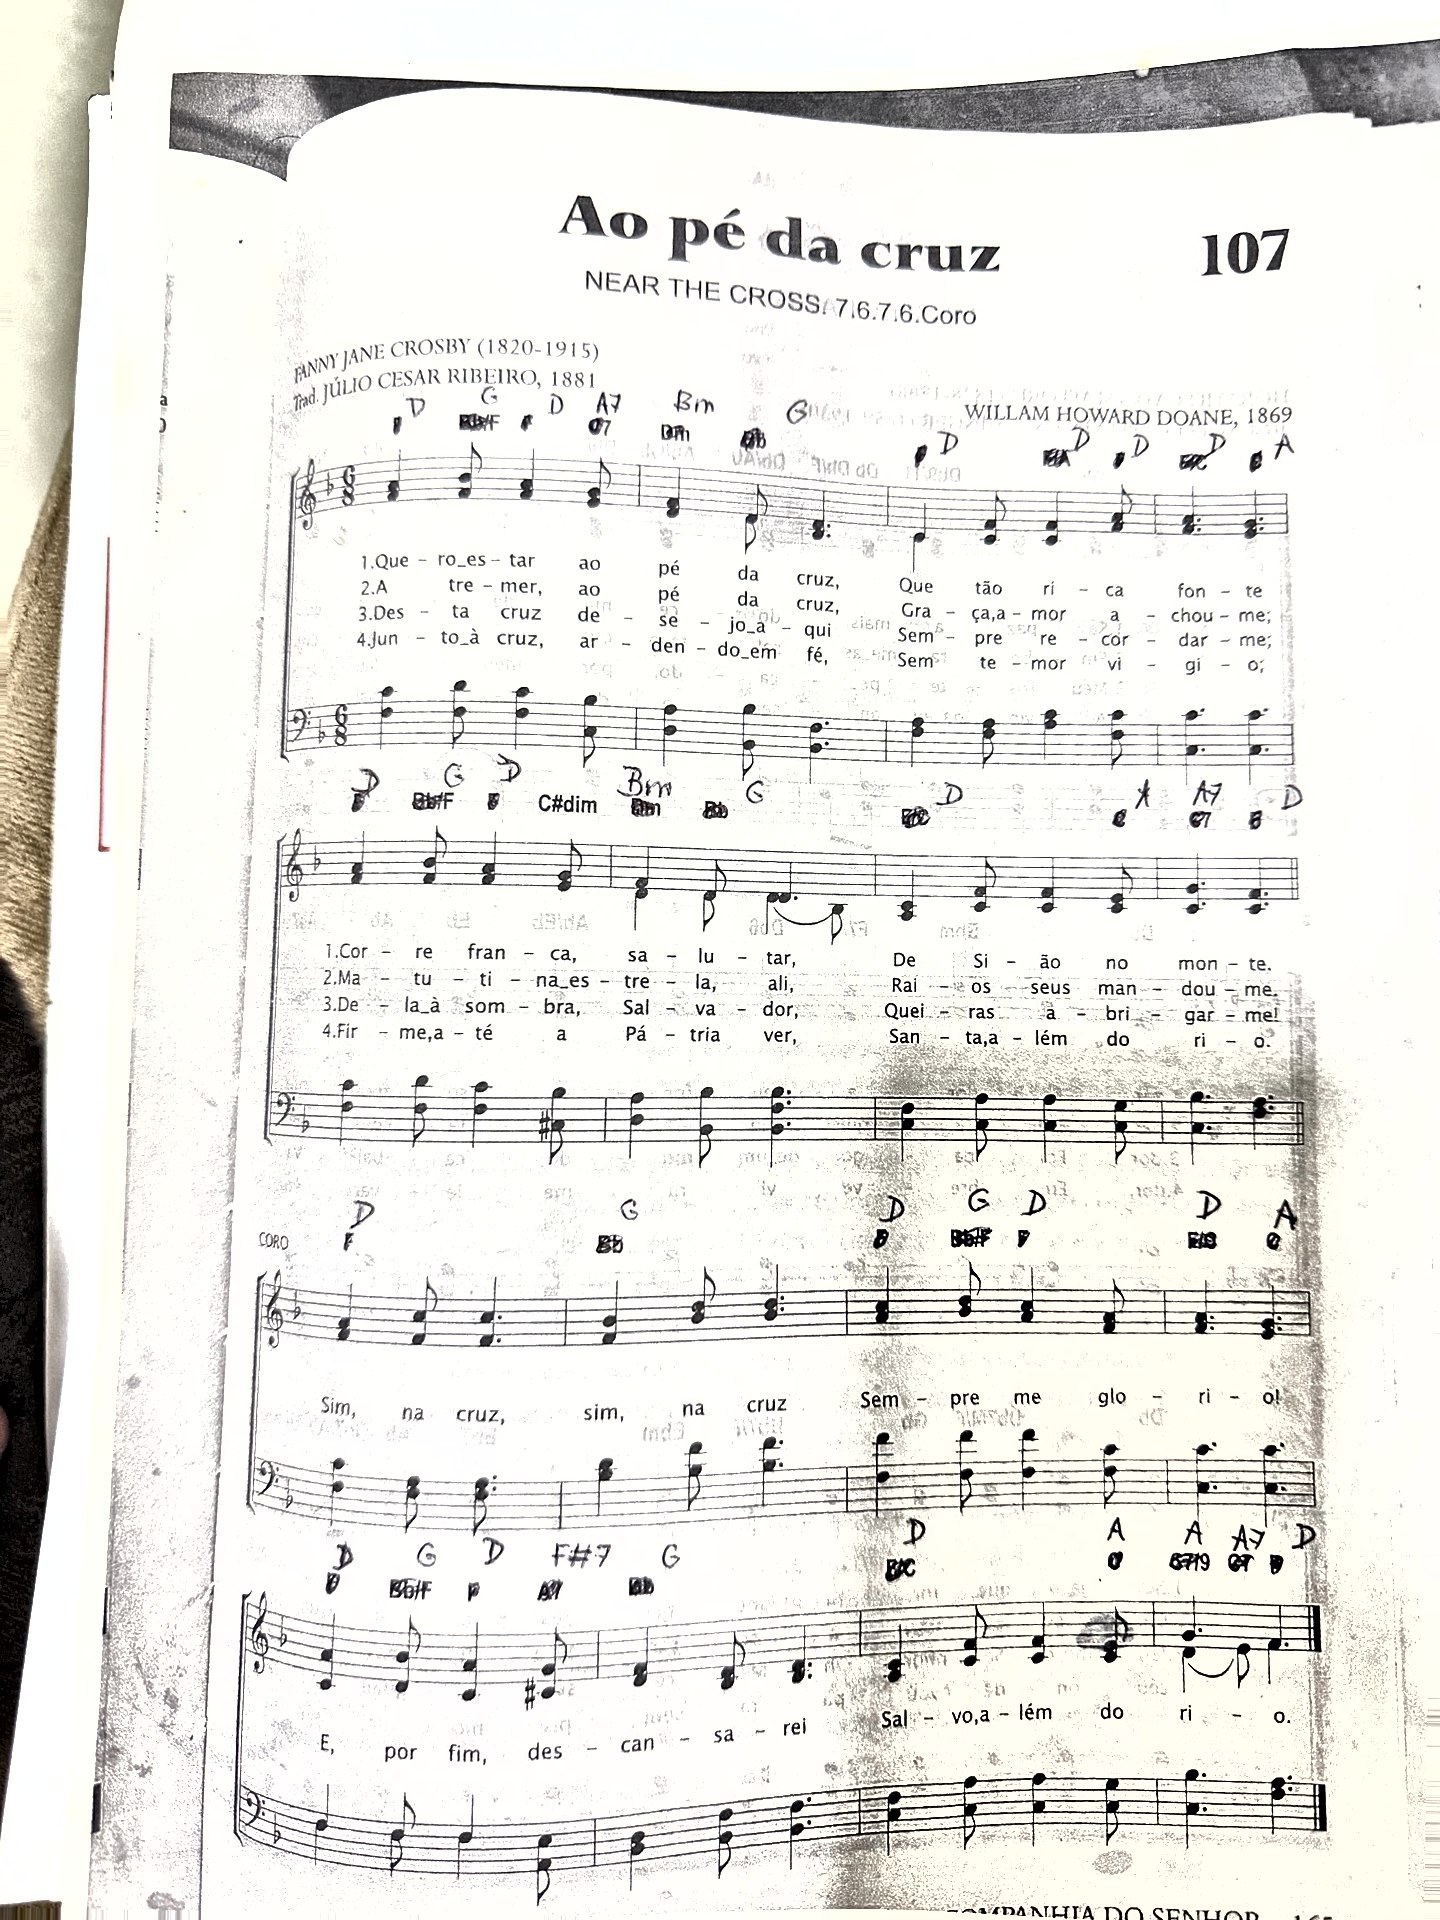 Ao pé da cruz
107
NEAR THE CROSS. 7.6.7.6.Coro
FANNY JANE CROSBY (1820-1915)
Trad. JÚLIO CESAR RIBEIRO, 1881
WILLAM HOWARD DOANE, 1869
D G D A7 Bm G D D D D A
1.Que – ro_es – tar ao pé da cruz, Que tão ri – ca fon – te
2.A tre – mer, ao pé da cruz, Gra – ça,a – mor a – chou – me;
3.Des – ta cruz de – se – jo_a – qui Sem – pre re – cor – dar – me;
4.Jun – to_à cruz, ar – den – do_em fé, Sem te – mor vi – gi – o;
D G D Bm G D A A7 D
C#dim
1.Cor – re fran – ca, sa – lu – tar, De Si – ão no mon – te.
2.Ma – tu – ti – na_es – tre – la, ali, Rai – os seus man – dou – me.
3.De – la_à som – bra, Sal – va – dor, Quei – ras a – bri – gar – me!
4.Fir – me,a – té a Pá – tria ver, San – ta,a – lém do ri – o.
D G D G D D A
CORO F
Sim, na cruz, sim, na cruz Sem – pre me glo – ri – o!
D G D F#7 G D A A A7 D
E, por fim, des – can – sa – rei Sal – vo,a – lém do ri – o.
COMPANHIA DO SENHOR 165